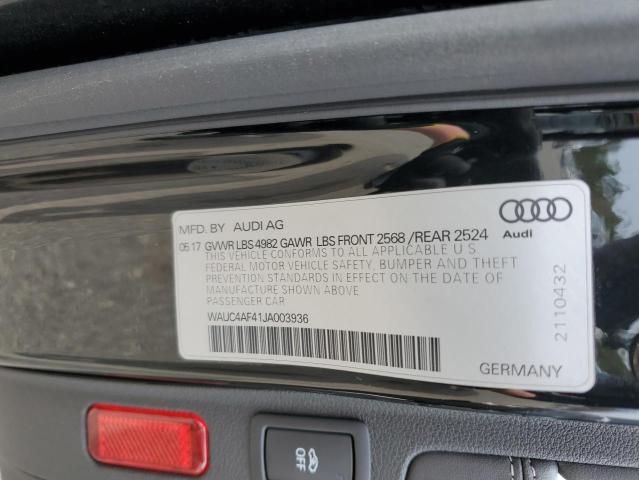 MFD. BY AUDI AG
05 17 GVWR LBS 4982 GAWR LBS FRONT 2568 / REAR 2524
THIS VEHICLE CONFORMS TO ALL APPLICABLE U.S.
FEDERAL MOTOR VEHICLE SAFETY, BUMPER AND THEFT
PREVENTION STANDARDS IN EFFECT ON THE DATE OF
MANUFACTURE SHOWN ABOVE
PASSENGER CAR
WAUC4AF41JA003936
Audi
2110432
GERMANY
OFF